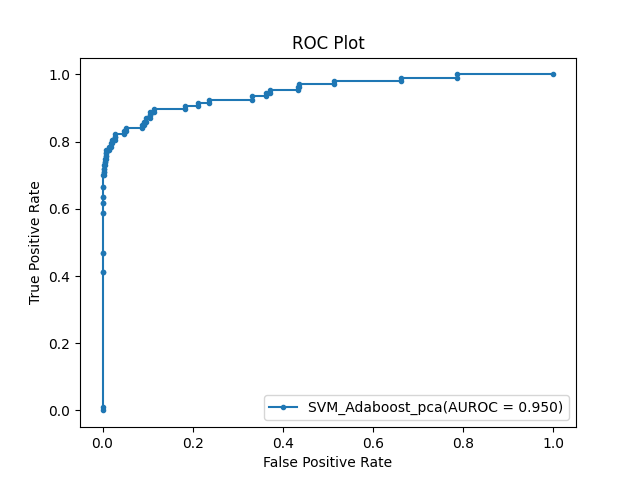 ROC Plot
1.0
0.8
0.6
0.4
0.2
0.0
True Positive Rate
SVM_Adaboost_pca(AUROC = 0.950)
0.0 0.2 0.4 0.6 0.8 1.0
False Positive Rate